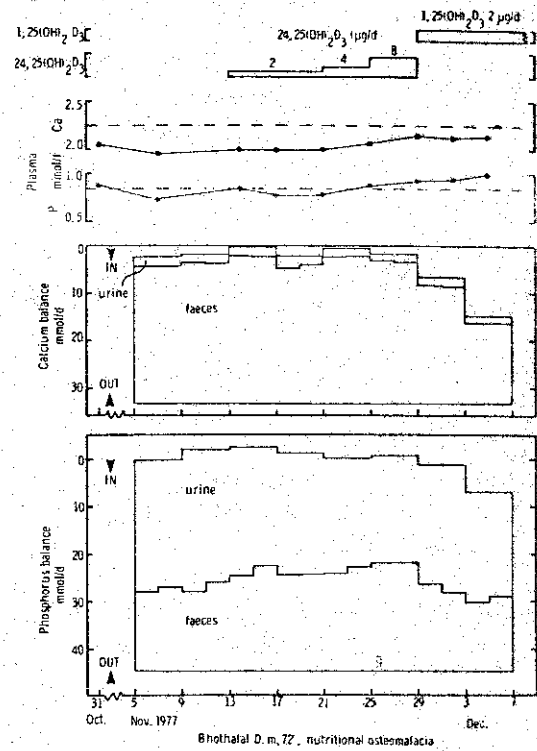 1,25(OH)2D3 2 µg/d
1,25(OH)2D3
24,25(OH)2D3 1µg/d
24,25(OH)2D3
2
4
8
Plasma
mmol/l
Ca
2.5
2.0
P
1.0
0.5
Calcium balance
mmol/d
0
IN
urine
faeces
10
20
30
OUT
Phosphorus balance
mmol/d
0
IN
urine
10
20
30
faeces
40
OUT
31 5 9 13 17 21 25 29 3
Oct. Nov. 1977 Dec.
D. m, 72, nutritional osteomalacia